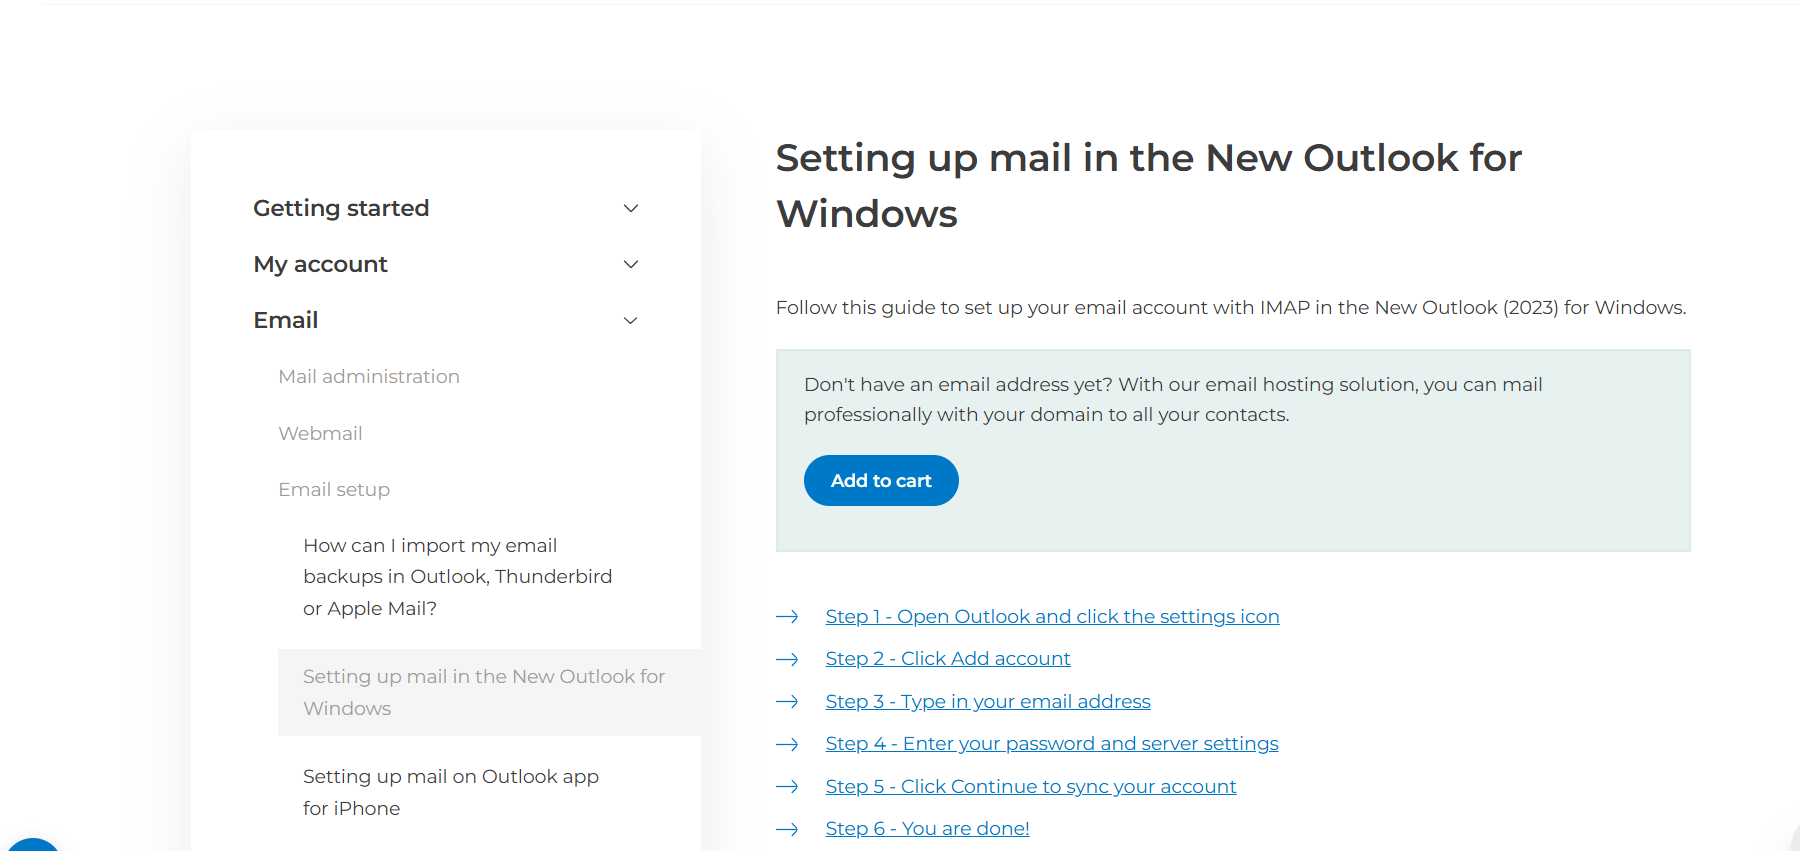 Getting started
My account
Email
Mail administration
Webmail
Email setup
How can I import my email
backups in Outlook, Thunderbird
or Apple Mail?
Setting up mail in the New Outlook for
Windows
Setting up mail on Outlook app
for iPhone
Setting up mail in the New Outlook for
Windows
Follow this guide to set up your email account with IMAP in the New Outlook (2023) for Windows.
Don't have an email address yet? With our email hosting solution, you can mail
professionally with your domain to all your contacts.
Add to cart
Step 1 - Open Outlook and click the settings icon
Step 2 - Click Add account
Step 3 - Type in your email address
Step 4 - Enter your password and server settings
Step 5 - Click Continue to sync your account
Step 6 - You are done!